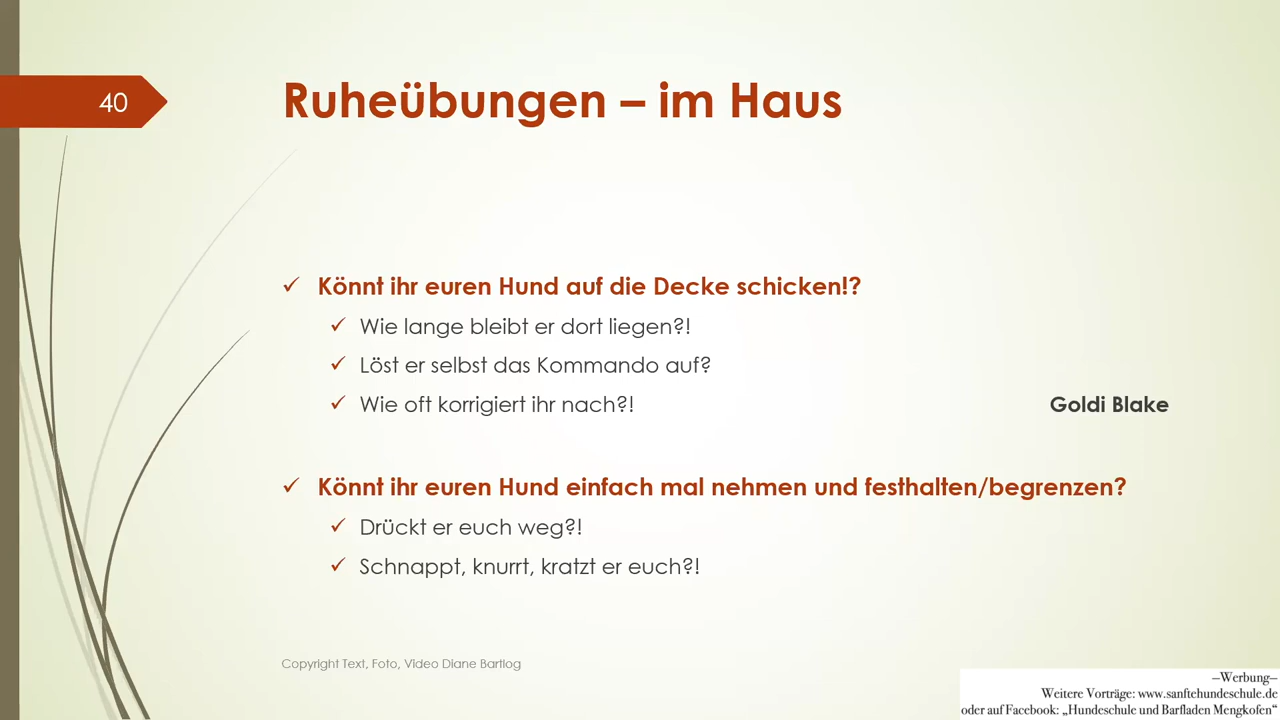 40
Ruheübungen – im Haus
✓ Könnt ihr euren Hund auf die Decke schicken!?
✓ Wie lange bleibt er dort liegen?!
✓ Löst er selbst das Kommando auf?
✓ Wie oft korrigiert ihr nach?!
Goldi Blake
✓ Könnt ihr euren Hund einfach mal nehmen und festhalten/begrenzen?
✓ Drückt er euch weg?!
✓ Schnappt, knurrt, kratzt er euch?!
Copyright Text, Foto, Video Diane Bartlog
—Werbung—
Weitere Vorträge: www.sanftehundeschule.de
oder auf Facebook: „Hundeschule und Barfladen Mengkofen“